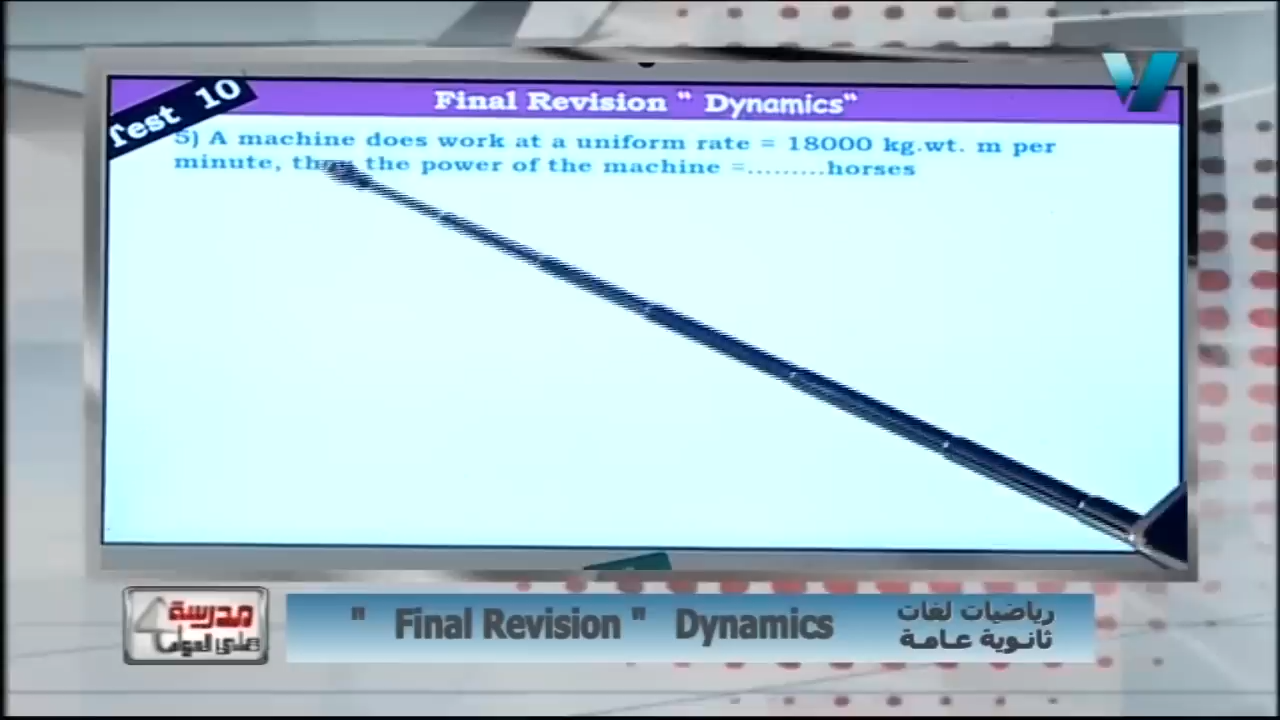 Test 10
Final Revision " Dynamics"
5) A machine does work at a uniform rate = 18000 kg.wt. m per
minute, the power of the machine =.........horses
مدرسة
على الهواء
" Final Revision " Dynamics
رياضيات لغات
ثانوية عامة